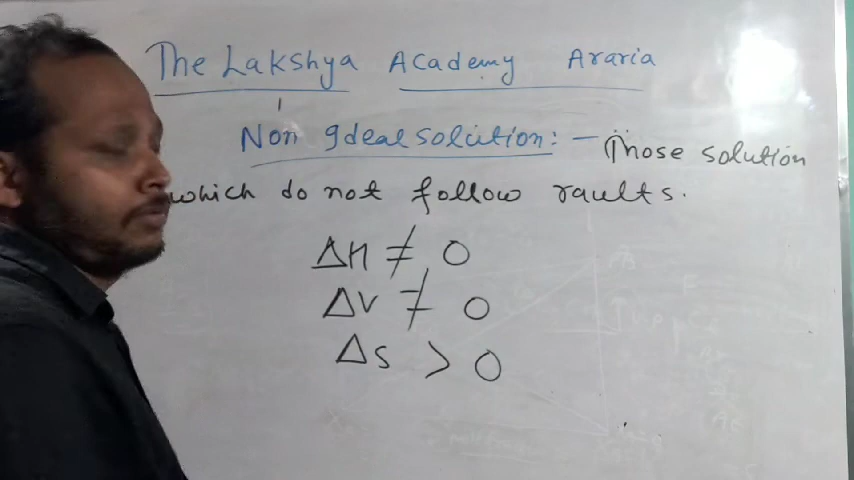 The Lakshya Academy Araria
Non Ideal solution:- Those solution
which do not follow raults.
ΔH ≠ 0
ΔV ≠ 0
ΔS > 0